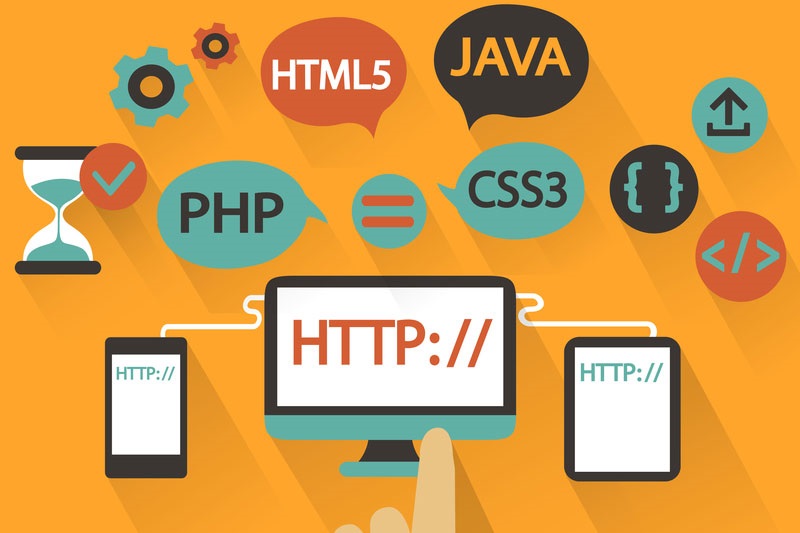 HTML5
JAVA
PHP
=
CSS3
{ }
</>
HTTP://
HTTP://
HTTP://